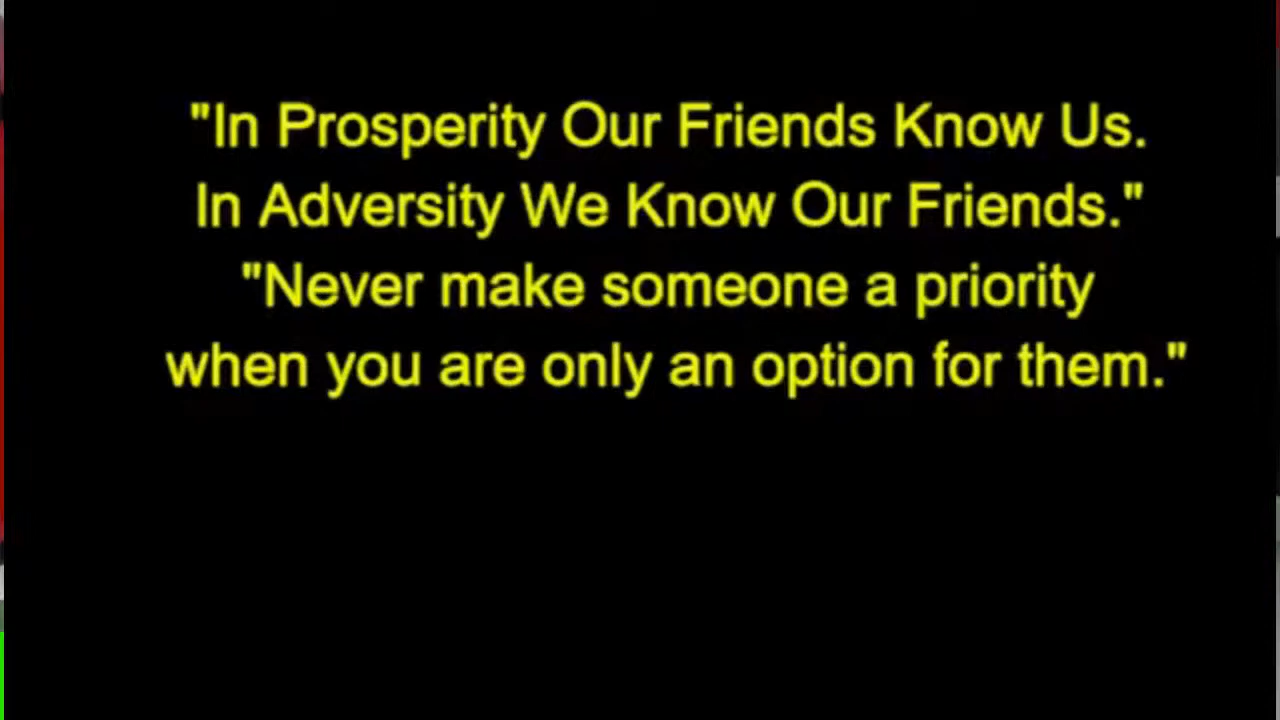 "In Prosperity Our Friends Know Us.
In Adversity We Know Our Friends."
"Never make someone a priority
when you are only an option for them."